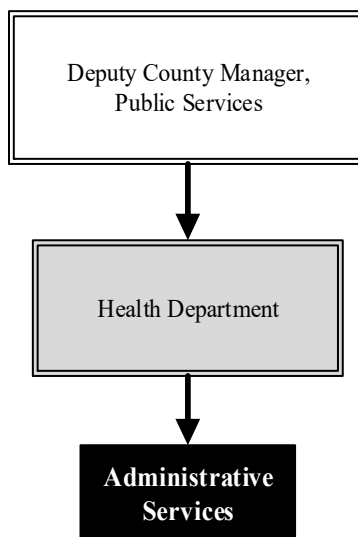 Deputy County Manager,
Public Services
Health Department
Administrative
Services